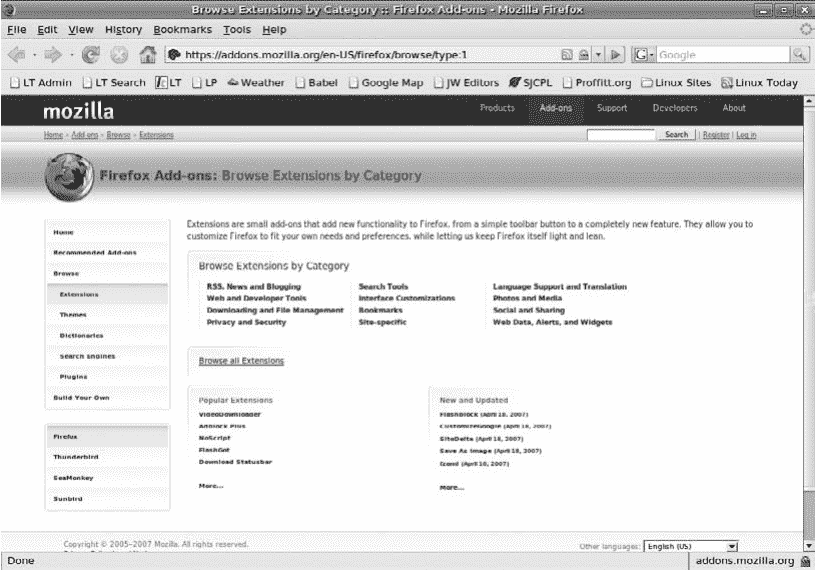 Browse Extensions by Category :: Firefox Add-ons - Mozilla Firefox
File Edit View History Bookmarks Tools Help
https://addons.mozilla.org/en-US/firefox/browse/type:1
G Google
LT Admin LT Search LT LP Weather Babel Google Map JW Editors SJCPL Proffitt.org Linux Sites Linux Today
mozilla
Products Add-ons Support Developers About
Home » Add-ons » Browse » Extensions
Search | Register | Log in
Firefox Add-ons: Browse Extensions by Category
Home
Recommended Add-ons
Browse
Extensions
Themes
Dictionaries
Search Engines
Plugins
Build Your Own
Firefox
Thunderbird
SeaMonkey
Sunbird
Extensions are small add-ons that add new functionality to Firefox, from a simple toolbar button to a completely new feature. They allow you to
customize Firefox to fit your own needs and preferences, while letting us keep Firefox itself light and lean.
Browse Extensions by Category
RSS, News and Blogging Search Tools Language Support and Translation
Web and Developer Tools Interface Customizations Photos and Media
Downloading and File Management Bookmarks Social and Sharing
Privacy and Security Site-specific Web Data, Alerts, and Widgets
Browse all Extensions
Popular Extensions
VideoDownloader
Adblock Plus
NoScript
FlashGot
Download Statusbar
More...
New and Updated
Flashblock (April 18, 2007)
CustomizeGoogle (April 18, 2007)
SiteDelta (April 18, 2007)
Save As Image (April 18, 2007)
(April 18, 2007)
More...
Copyright © 2005–2007 Mozilla. All rights reserved.
Other languages: English (US)
Done
addons.mozilla.org